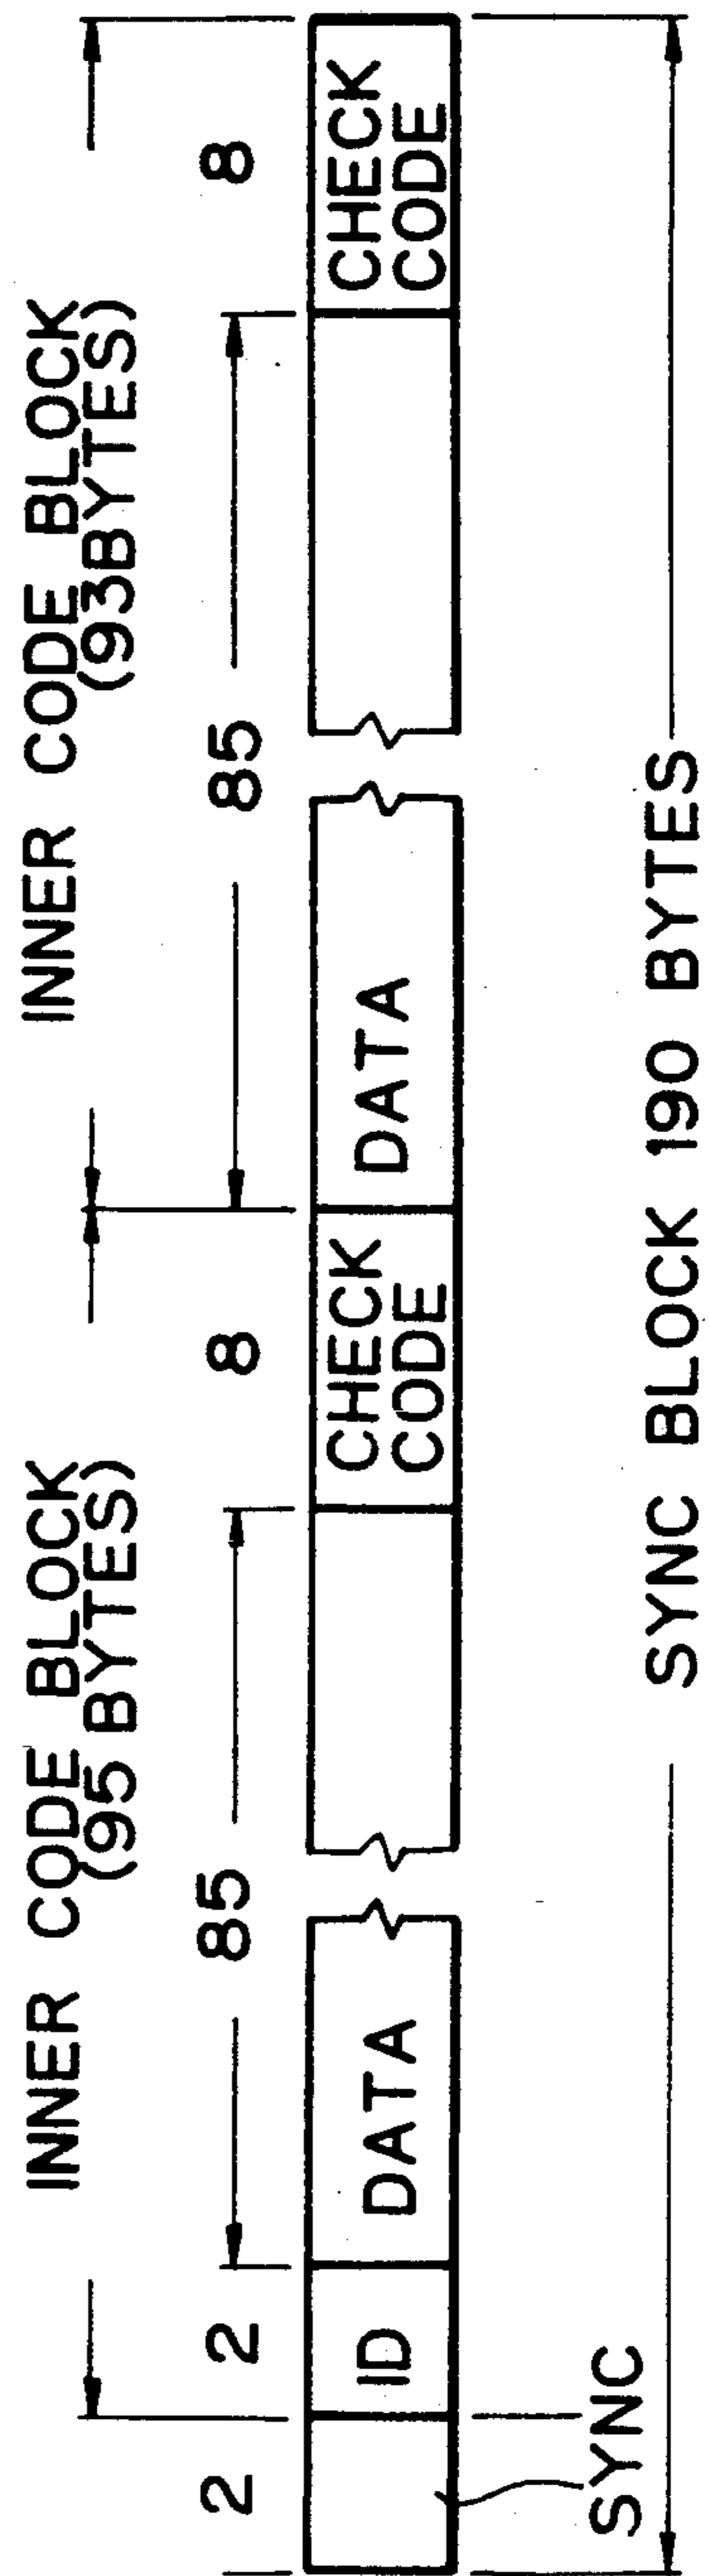 INNER CODE BLOCK
(95 BYTES)
INNER CODE BLOCK
(93BYTES)
2
2
85
8
85
8
ID
DATA
CHECK
CODE
DATA
CHECK
CODE
SYNC
SYNC BLOCK 190 BYTES